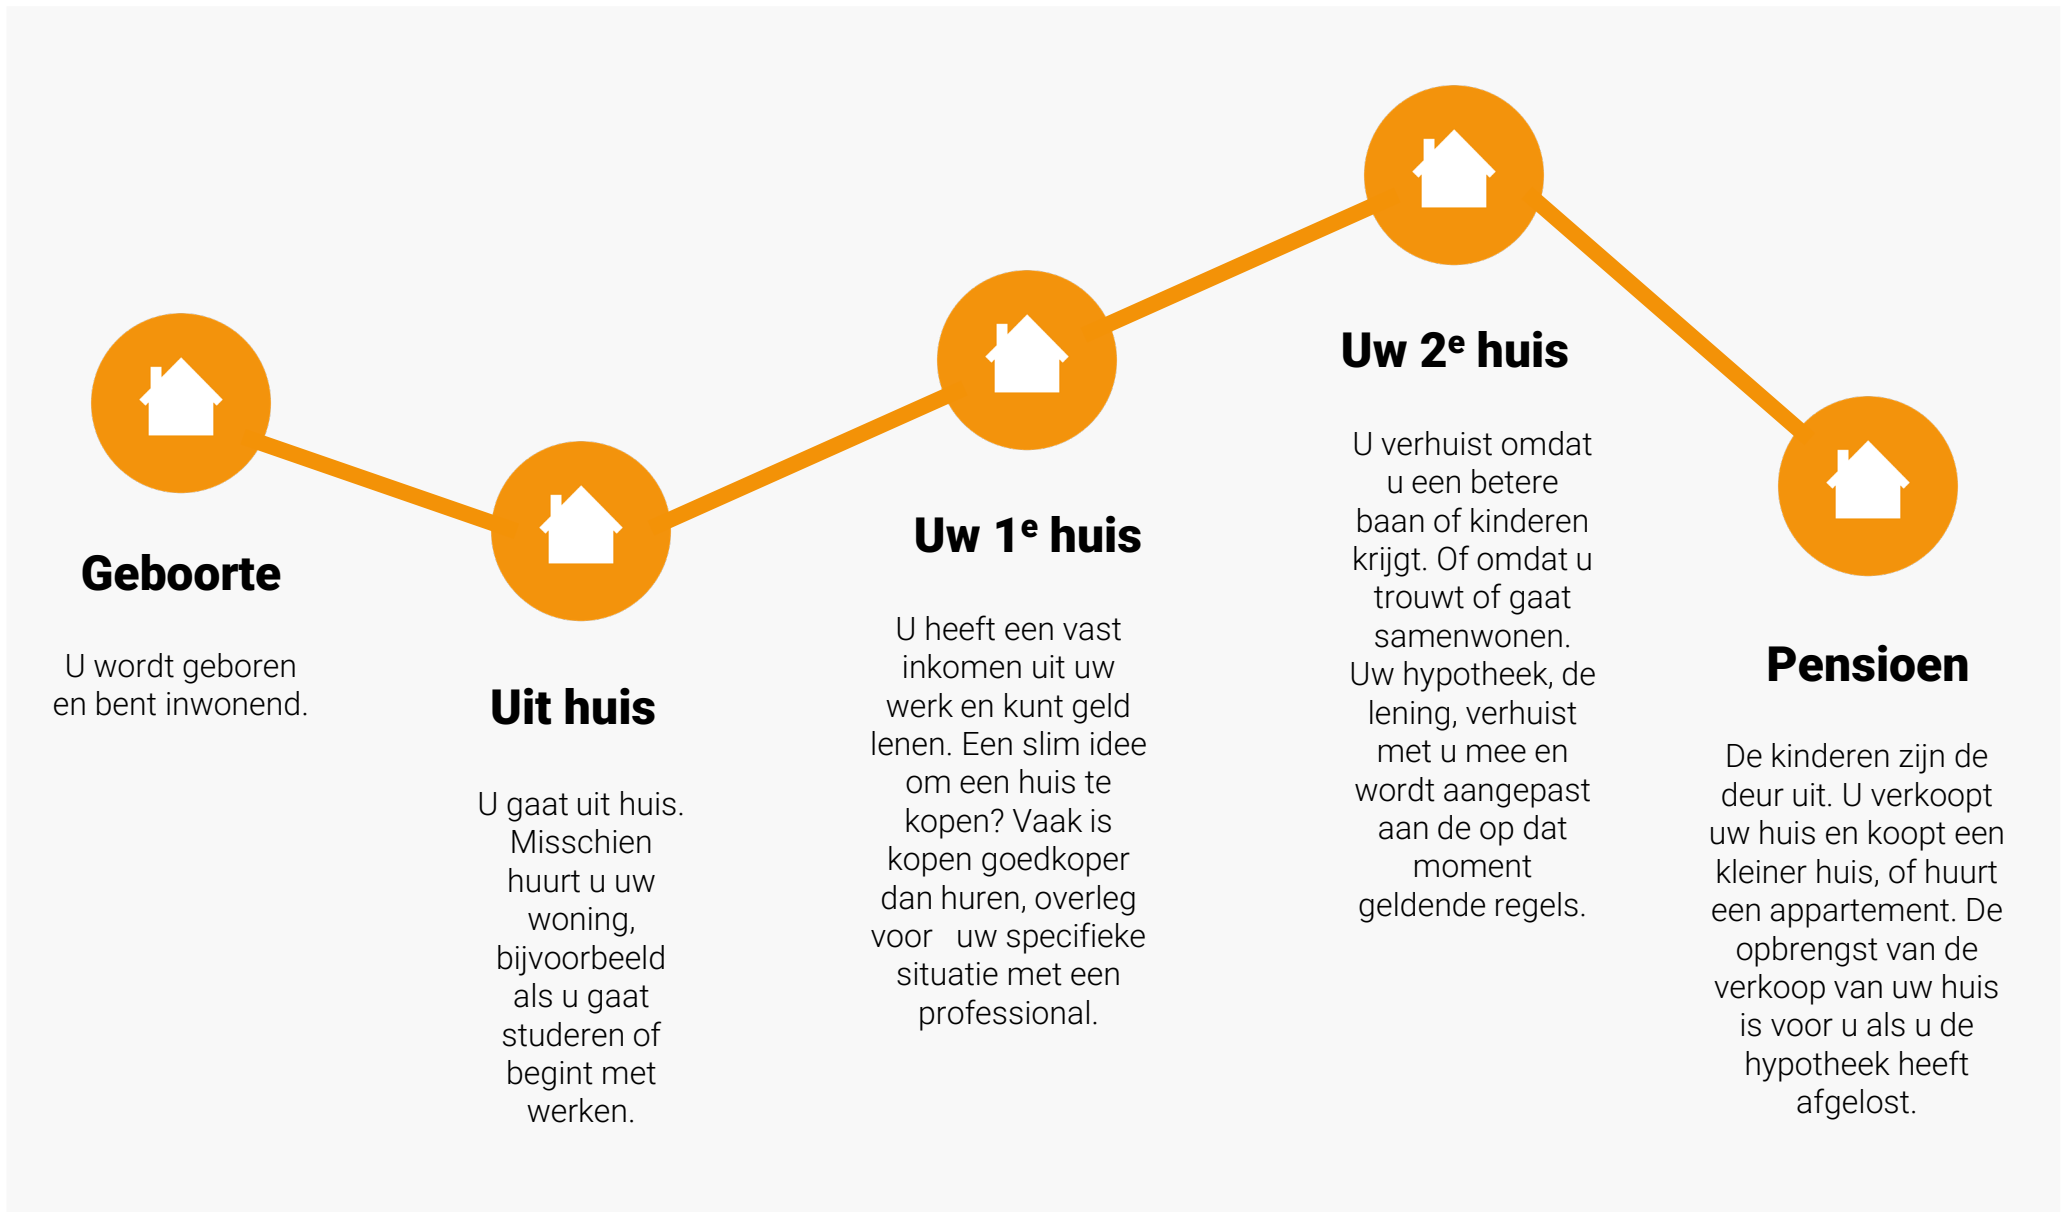 Geboorte
U wordt geboren
en bent inwonend.
Uit huis
U gaat uit huis.
Misschien
huurt u uw
woning,
bijvoorbeeld
als u gaat
studeren of
begint met
werken.
Uw 1e huis
U heeft een vast
inkomen uit uw
werk en kunt geld
lenen. Een slim idee
om een huis te
kopen? Vaak is
kopen goedkoper
dan huren, overleg
voor   uw specifieke
situatie met een
professional.
Uw 2e huis
U verhuist omdat
u een betere
baan of kinderen
krijgt. Of omdat u
trouwt of gaat
samenwonen.
Uw hypotheek, de
lening, verhuist
met u mee en
wordt aangepast
aan de op dat
moment
geldende regels.
Pensioen
De kinderen zijn de
deur uit. U verkoopt
uw huis en koopt een
kleiner huis, of huurt
een appartement. De
opbrengst van de
verkoop van uw huis
is voor u als u de
hypotheek heeft
afgelost.